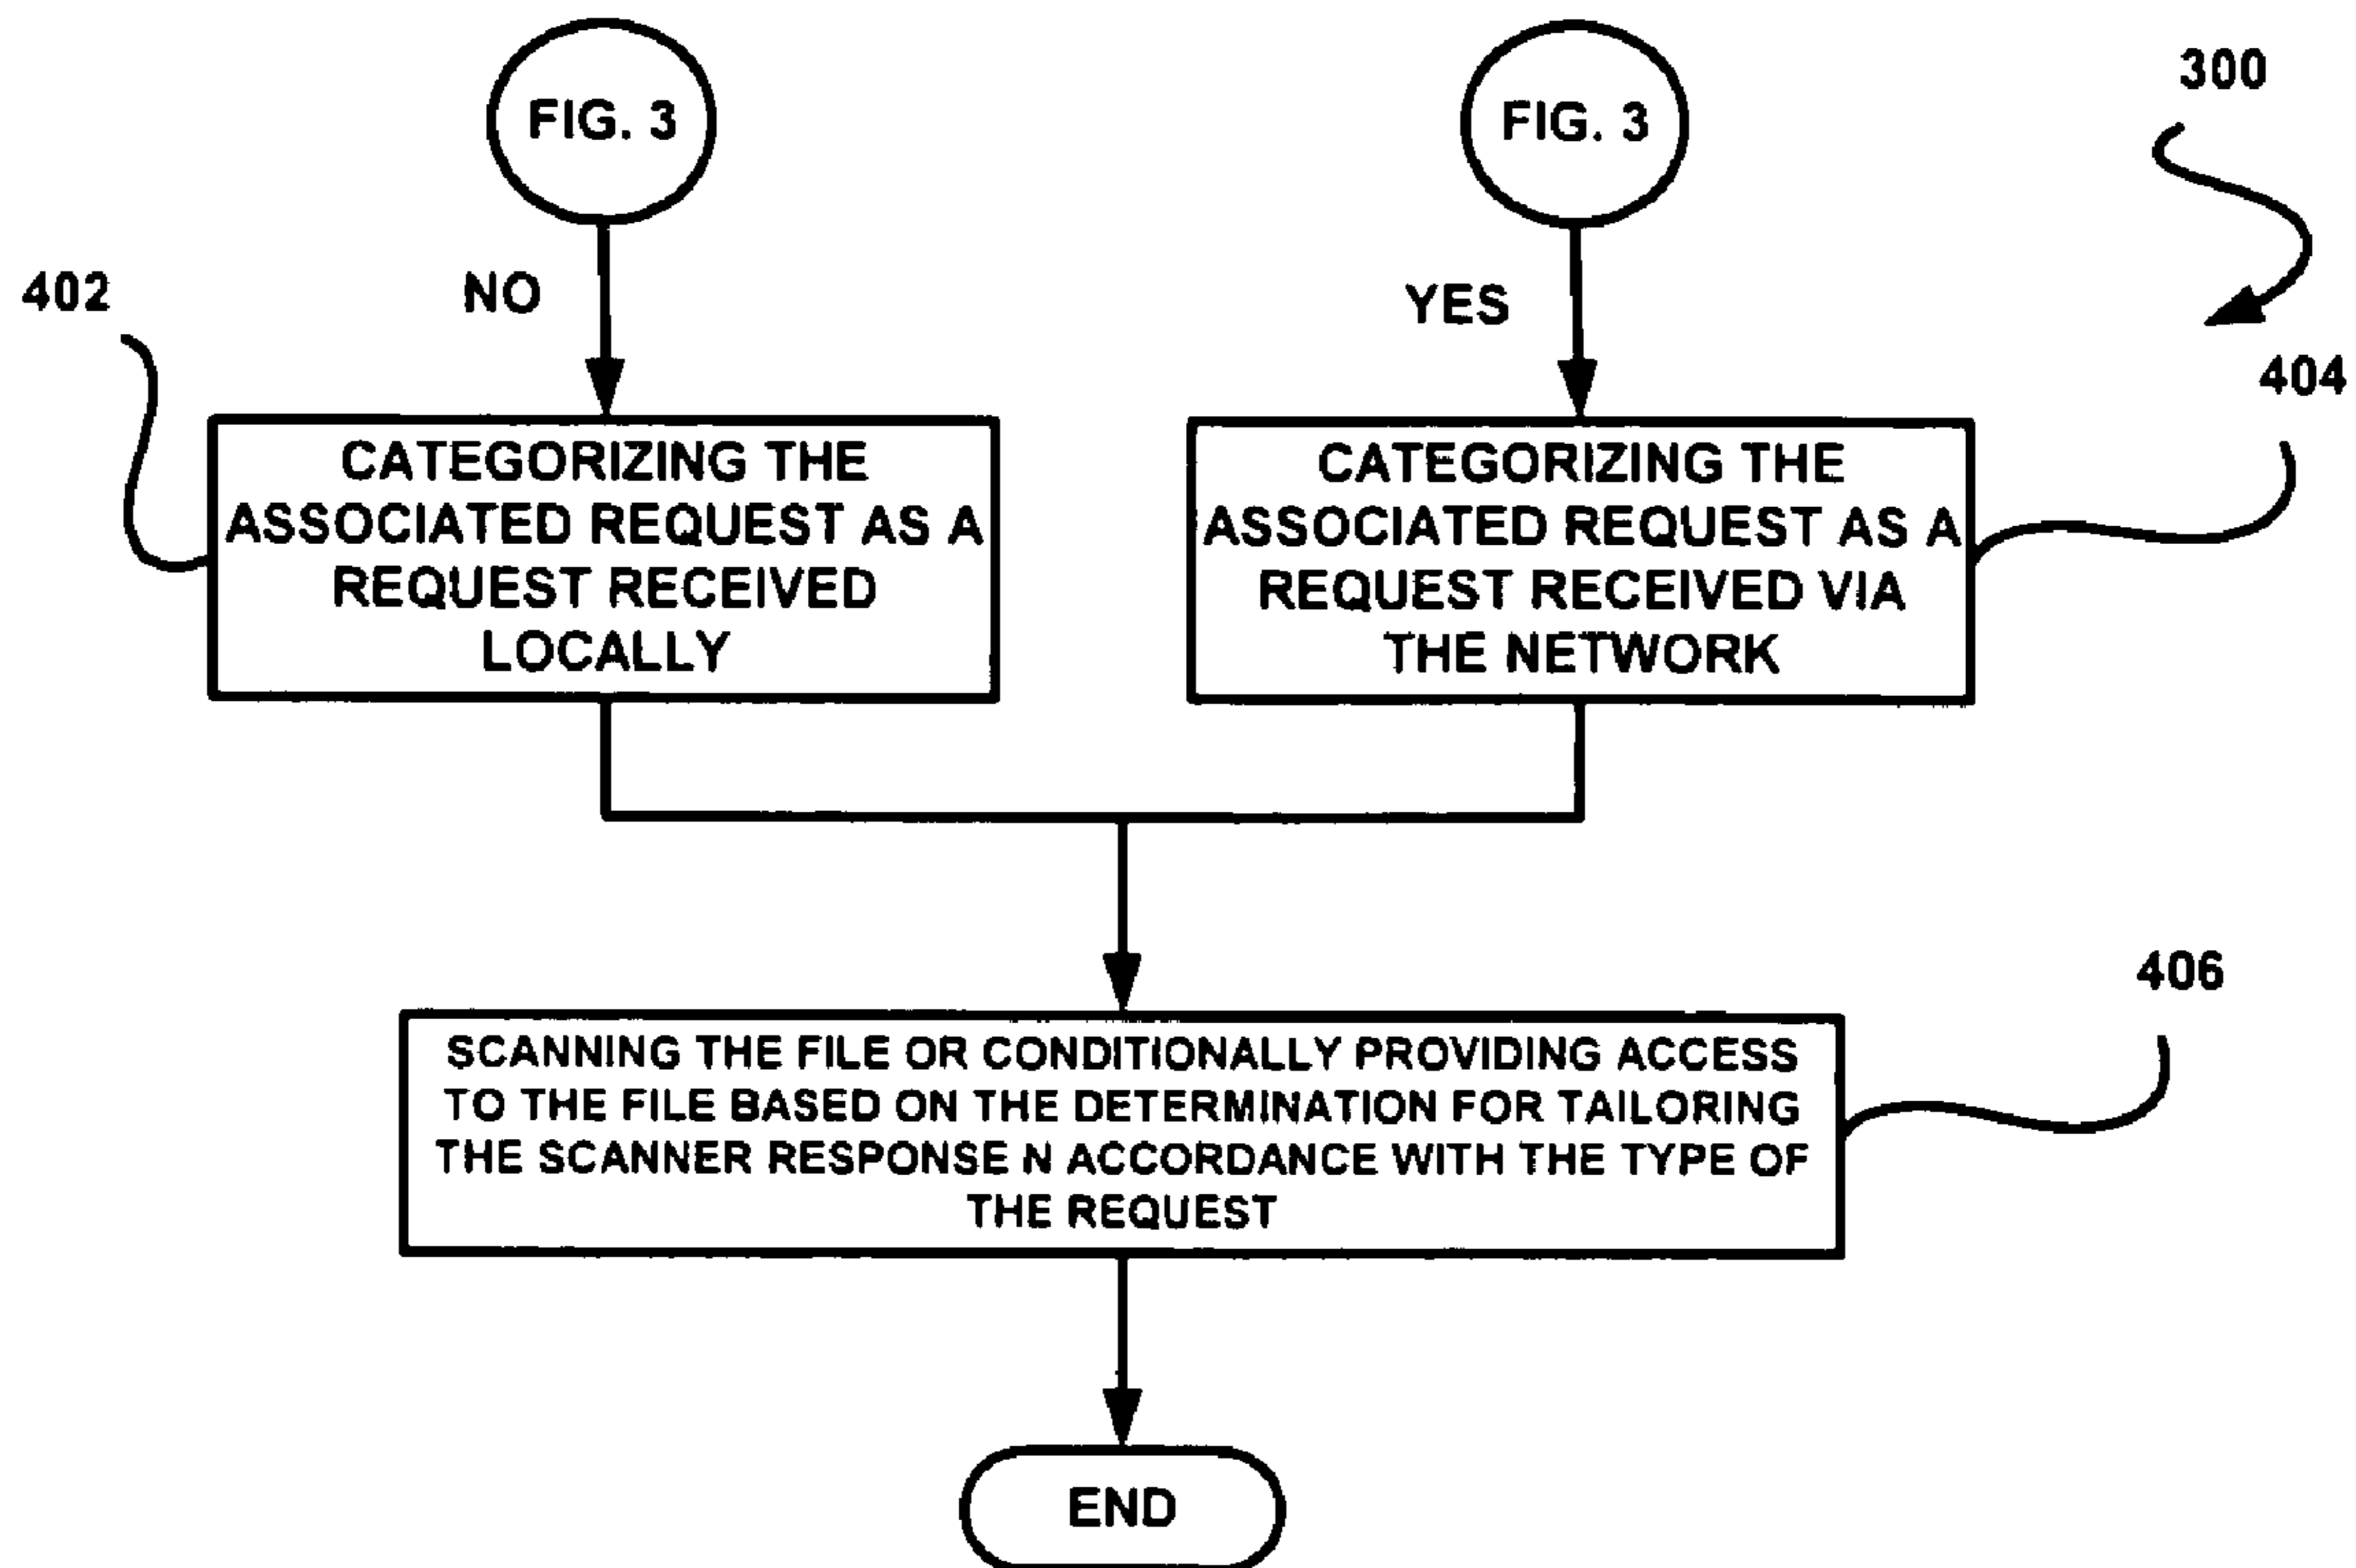 FIG. 3
FIG. 3
300
402
NO
YES
404
CATEGORIZING THE
ASSOCIATED REQUEST AS A
REQUEST RECEIVED
LOCALLY
CATEGORIZING THE
ASSOCIATED REQUEST AS A
REQUEST RECEIVED VIA
THE NETWORK
406
SCANNING THE FILE OR CONDITIONALLY PROVIDING ACCESS
TO THE FILE BASED ON THE DETERMINATION FOR TAILORING
THE SCANNER RESPONSE N ACCORDANCE WITH THE TYPE OF
THE REQUEST
END